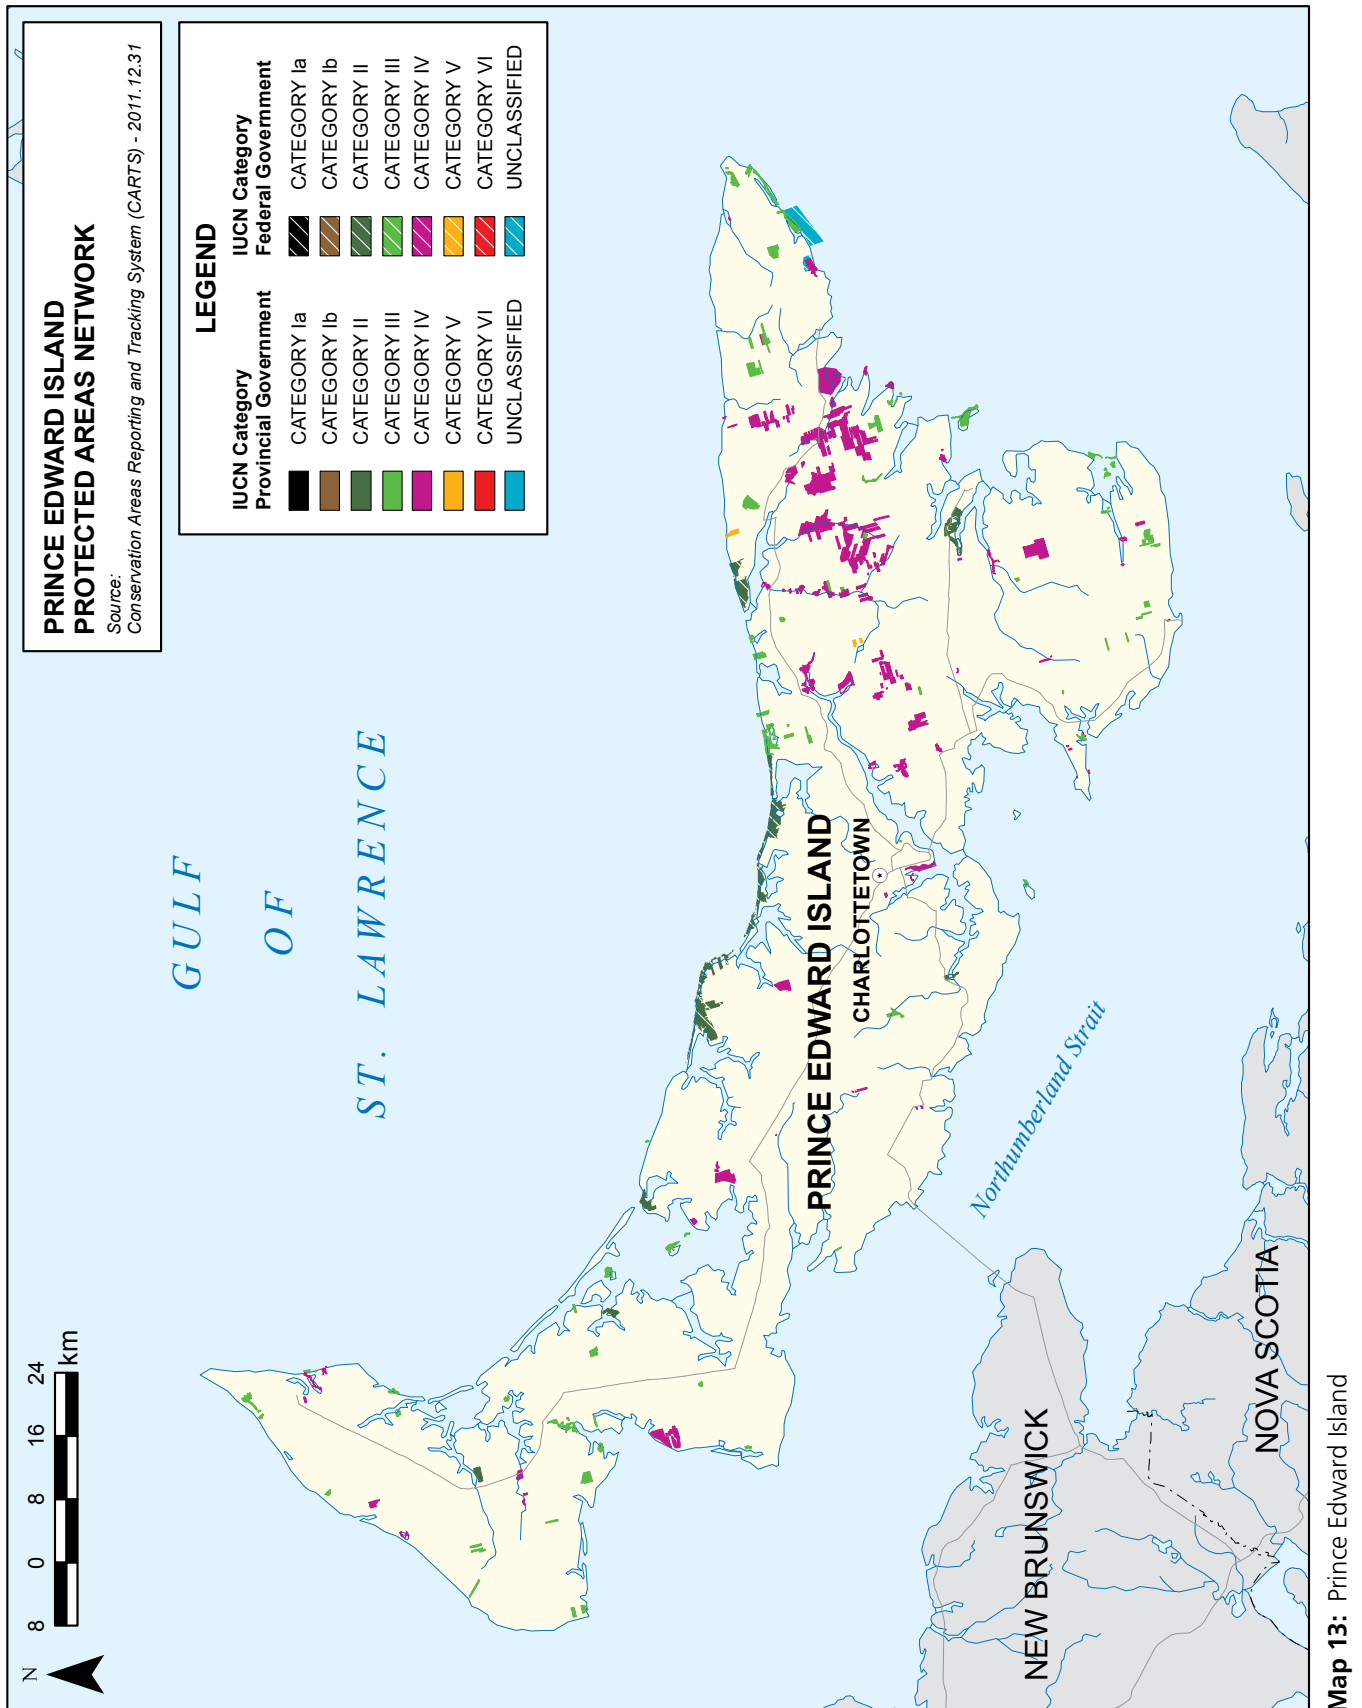 PRINCE EDWARD ISLAND
PROTECTED AREAS NETWORK
Source:
Conservation Areas Reporting and Tracking System (CARTS) - 2011.12.31
LEGEND
IUCN Category
Provincial Government
CATEGORY Ia
CATEGORY Ib
CATEGORY II
CATEGORY III
CATEGORY IV
CATEGORY V
CATEGORY VI
UNCLASSIFIED
IUCN Category
Federal Government
CATEGORY Ia
CATEGORY Ib
CATEGORY II
CATEGORY III
CATEGORY IV
CATEGORY V
CATEGORY VI
UNCLASSIFIED
N
8 0 8 16 24
km
GULF
OF
ST. LAWRENCE
PRINCE EDWARD ISLAND
CHARLOTTETOWN
Northumberland Strait
NEW BRUNSWICK
NOVA SCOTIA
Map 13: Prince Edward Island